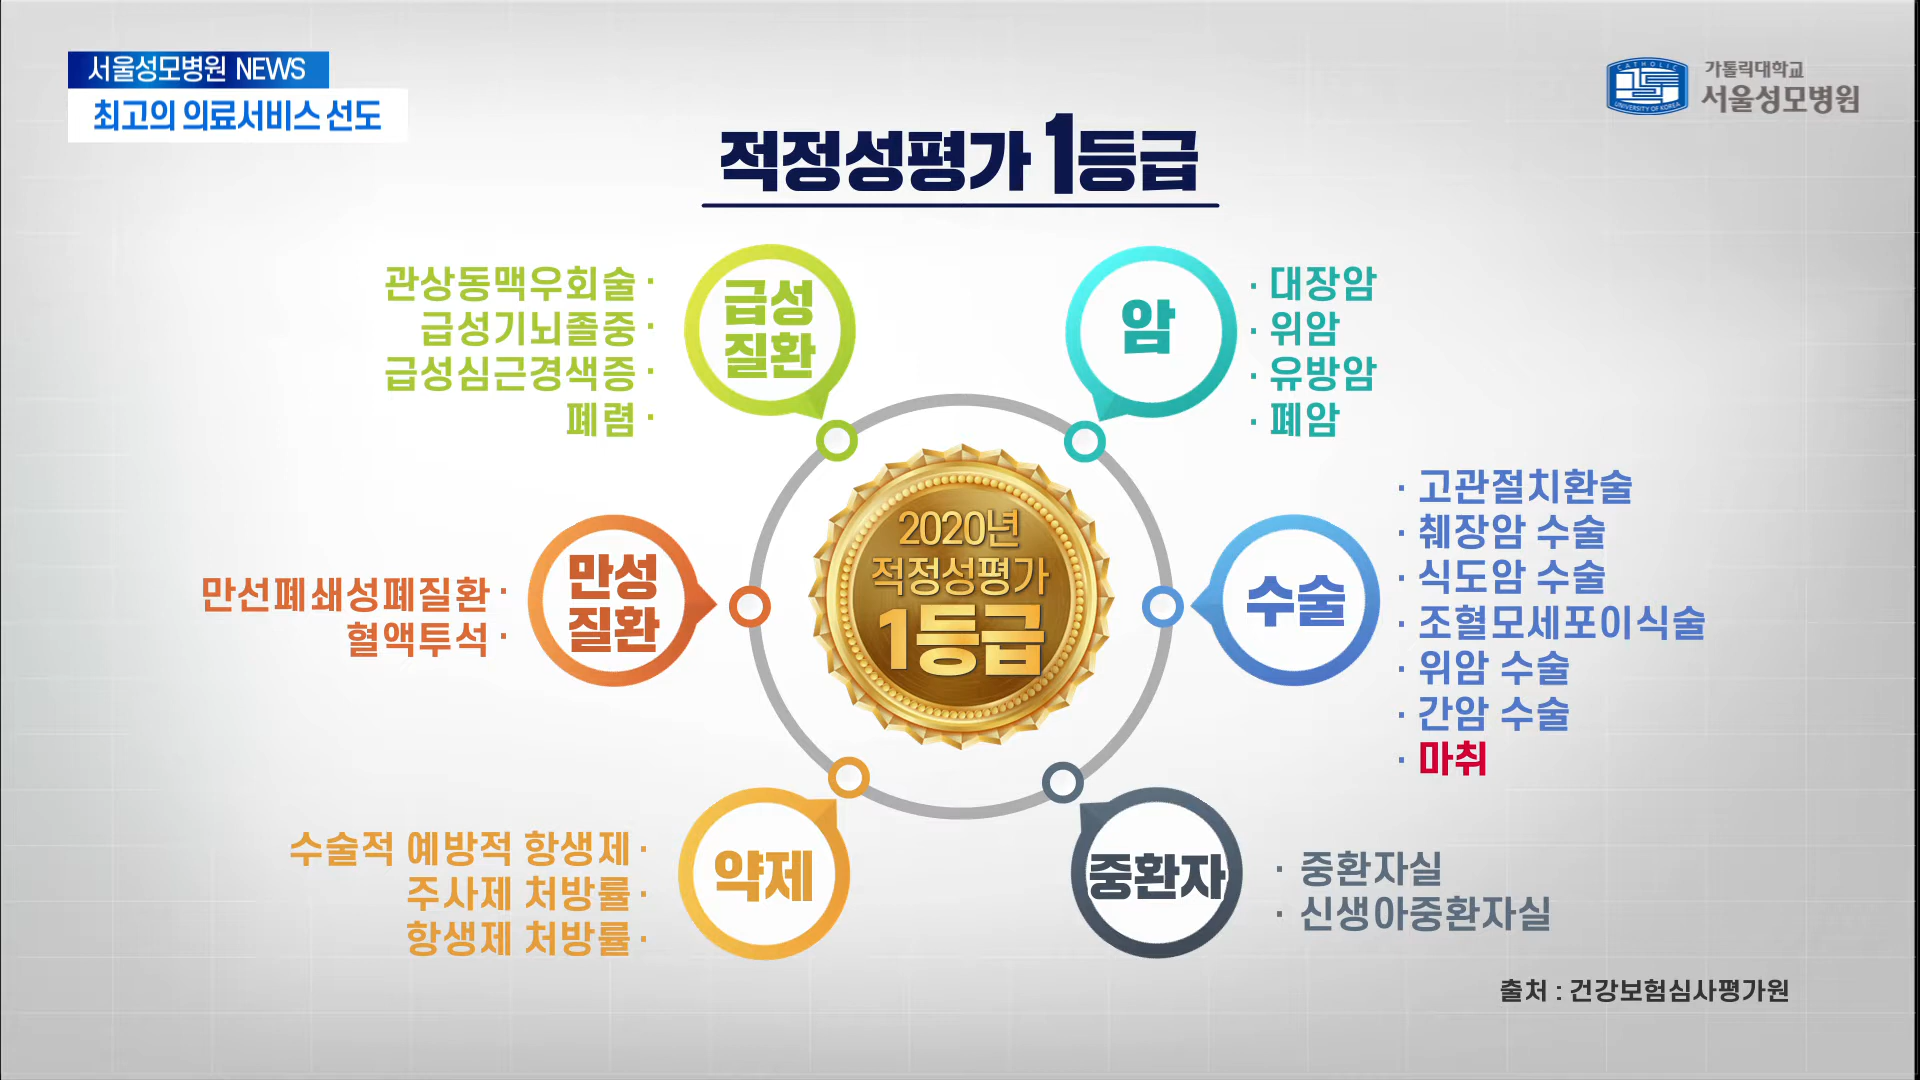 서울성모병원 NEWS
최고의 의료서비스 선도
CATHOLIC
UNIVERSITY OF KOREA
가톨릭대학교
서울성모병원
적정성평가 1등급
관상동맥우회술 ·
급성기뇌졸중 ·
급성심근경색증 ·
폐렴 ·
급성
질환
암
· 대장암
· 위암
· 유방암
· 폐암
만선폐쇄성폐질환 ·
혈액투석 ·
만성
질환
2020년
적정성평가
1등급
수술
· 고관절치환술
· 췌장암 수술
· 식도암 수술
· 조혈모세포이식술
· 위암 수술
· 간암 수술
· 마취
수술적 예방적 항생제 ·
주사제 처방률 ·
항생제 처방률 ·
약제
중환자
· 중환자실
· 신생아중환자실
출처 : 건강보험심사평가원